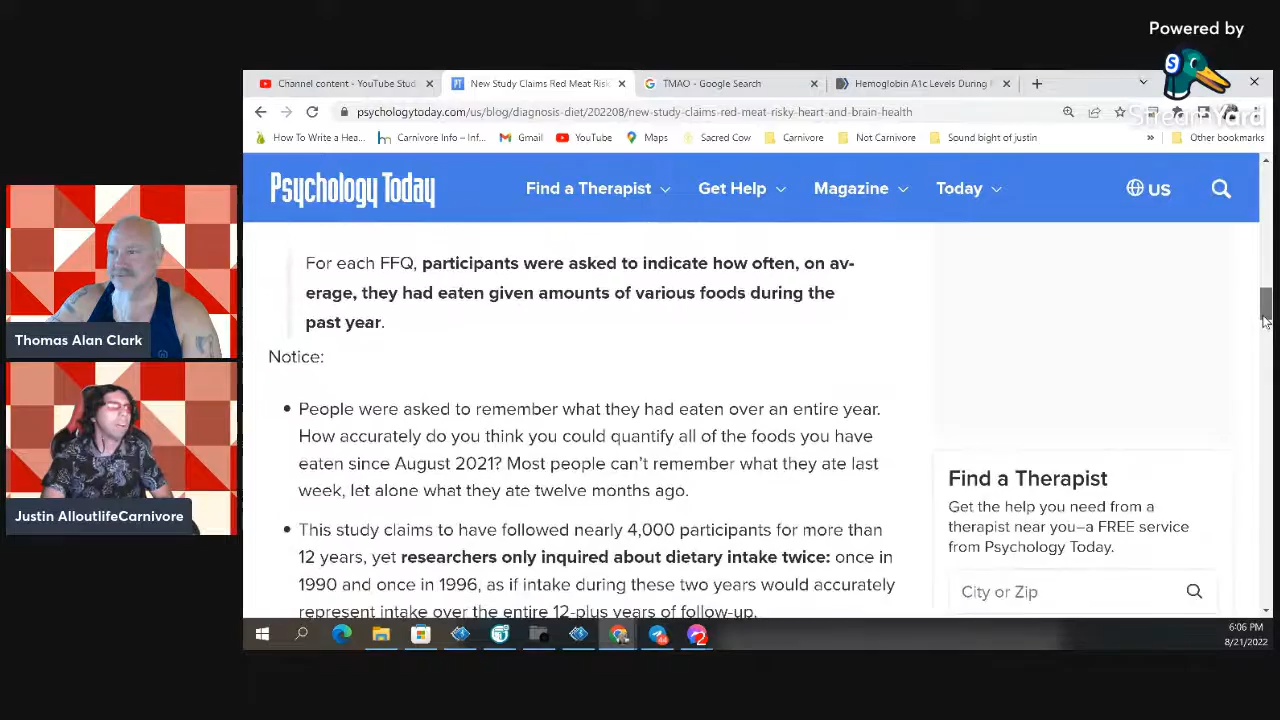 Powered by
StreamYard
Channel content - YouTube Stud
New Study Claims Red Meat Risk
TMAO - Google Search
Hemoglobin A1c Levels During
psychologytoday.com
blog/diagnosis-diet/202208/new-study-claims-red-meat-risky-heart-and-brain-health
How To Write a Hea...
Carnivore Info – Inf...
Gmail
YouTube
Maps
Sacred Cow
Carnivore
Not Carnivore
Sound bight of justin
»
Other bookmarks
Psychology Today
Find a Therapist
Get Help
Magazine
Today
US
For each FFQ, participants were asked to indicate how often, on av-
erage, they had eaten given amounts of various foods during the
past year.
Notice:
• People were asked to remember what they had eaten over an entire year.
How accurately do you think you could quantify all of the foods you have
eaten since August 2021? Most people can't remember what they ate last
week, let alone what they ate twelve months ago.
• This study claims to have followed nearly 4,000 participants for more than
12 years, yet researchers only inquired about dietary intake twice: once in
1990 and once in 1996, as if intake during these two years would accurately
represent intake over the entire 12-plus years of follow-up.
Find a Therapist
Get the help you need from a
therapist near you–a FREE service
from Psychology Today.
City or Zip
Thomas Alan Clark
Justin AlloutlifeCarnivore
6:06 PM
8/21/2022